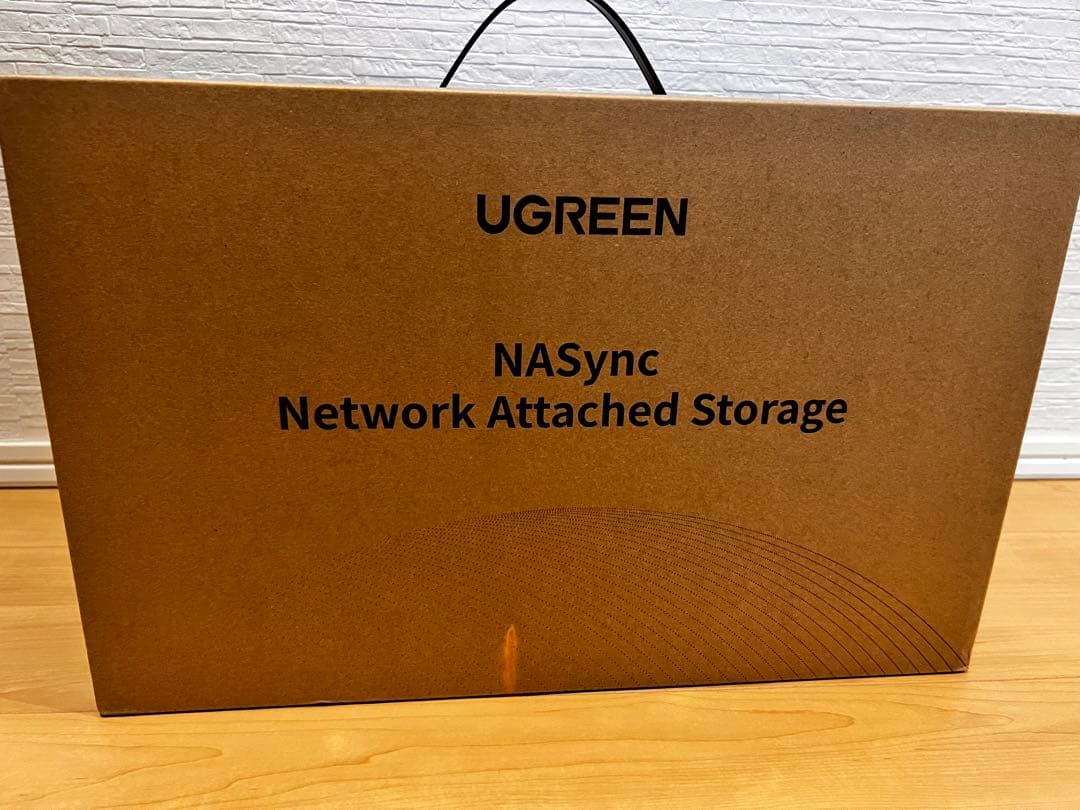 UGREEN
NASync
Network Attached Storage